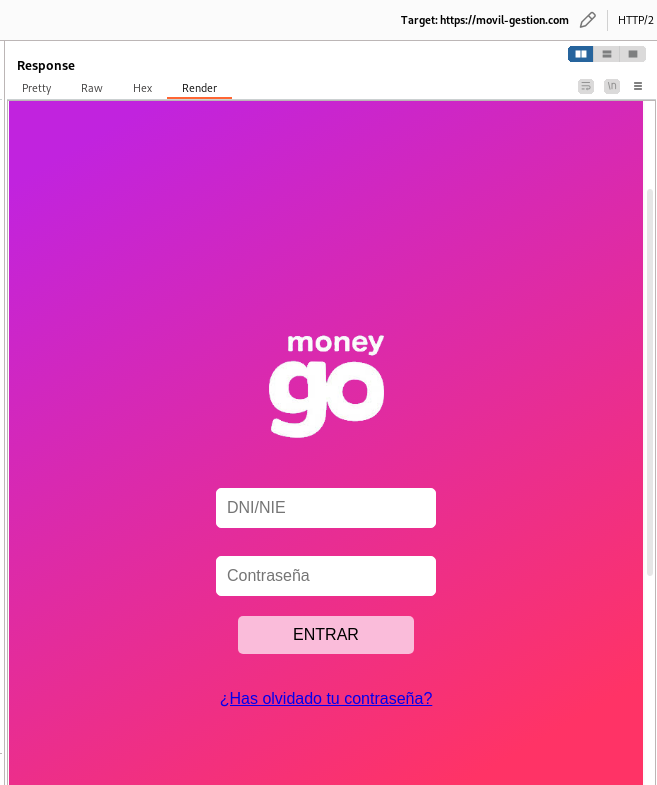 Target: https://movil-gestion.com HTTP/2
Response
Pretty Raw Hex Render
\n
money
go
DNI/NIE
Contraseña
ENTRAR
¿Has olvidado tu contraseña?